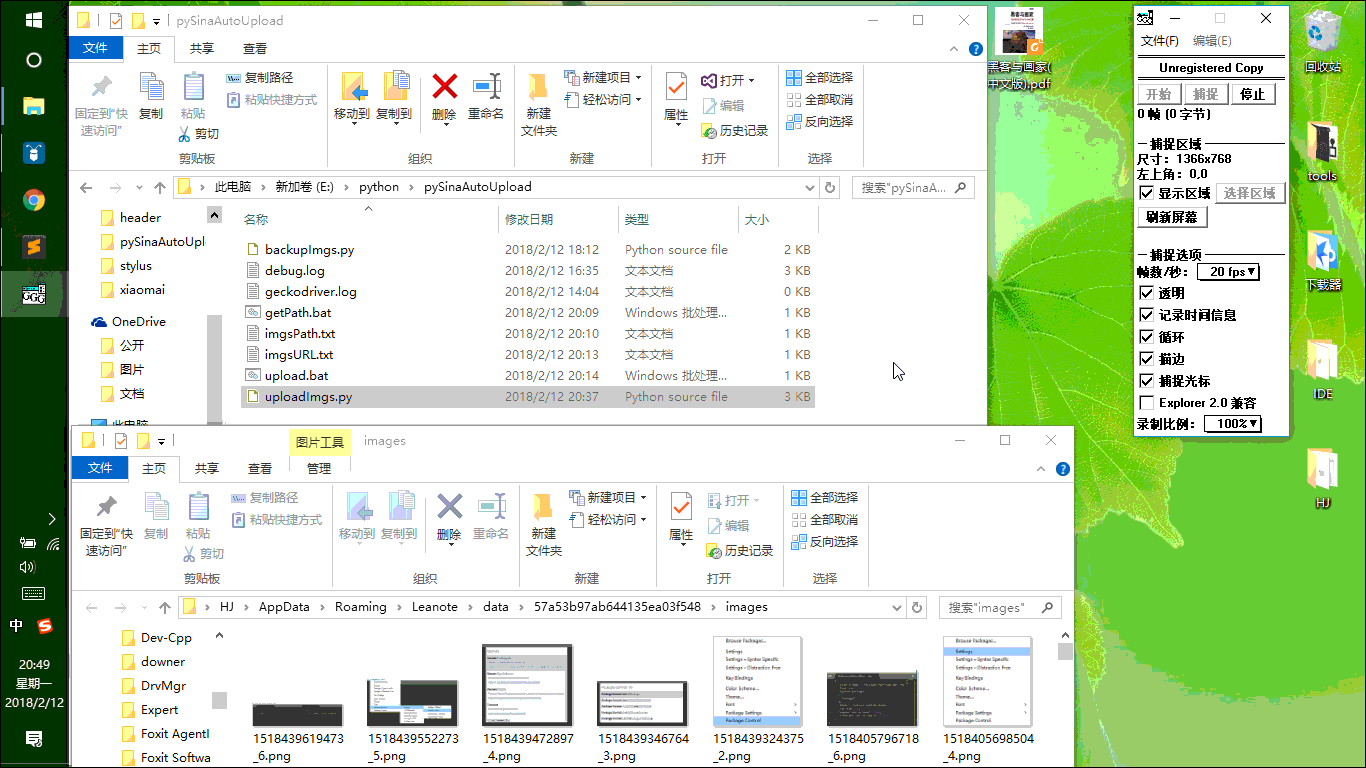 pySinaAutoUpload
文件
主页
共享
查看
固定到"快
速访问"
复制
粘贴
复制路径
粘贴快捷方式
剪切
移动到
复制到
删除
重命名
新建
文件夹
新建项目
轻松访问
属性
打开
编辑
历史记录
全部选择
全部取消
反向选择
剪贴板
组织
新建
打开
选择
此电脑 新加卷 (E:) python pySinaAutoUpload
搜索"pySinaA...
header
pySinaAutoUpl
stylus
xiaomai
OneDrive
公开
图片
文档
此电脑
名称 修改日期 类型 大小
backupImgs.py 2018/2/12 18:12 Python source file 2 KB
debug.log 2018/2/12 16:35 文本文档 3 KB
geckodriver.log 2018/2/12 14:04 文本文档 0 KB
getPath.bat 2018/2/12 20:09 Windows 批处理... 1 KB
imgsPath.txt 2018/2/12 20:10 文本文档 1 KB
imgsURL.txt 2018/2/12 20:13 文本文档 1 KB
upload.bat 2018/2/12 20:14 Windows 批处理... 1 KB
uploadImgs.py 2018/2/12 20:37 Python source file 3 KB
图片工具
images
文件
主页
共享
查看
管理
固定到"快
速访问"
复制
粘贴
复制路径
粘贴快捷方式
剪切
移动到
复制到
删除
重命名
新建
文件夹
新建项目
轻松访问
属性
打开
编辑
历史记录
全部选择
全部取消
反向选择
剪贴板
组织
新建
打开
选择
HJ AppData Roaming Leanote data 57a53b97ab644135ea03f548 images
搜索"images"
Dev-Cpp
downer
DrvMgr
Expert
Foxit Agentl
Foxit Softwa
1518439619473
_6.png
1518439552273
_5.png
1518439472897
_4.png
1518439346764
_3.png
1518439324375
_2.png
1518405796718
_6.png
1518405698504
_4.png
黑客与画家(
中文版).pdf
文件(F) 编辑(E)
Unregistered Copy
开始 捕捉 停止
0 帧 (0 字节)
捕捉区域
尺寸：1366x768
左上角：0,0
显示区域 选择区域
刷新屏幕
捕捉选项
帧数/秒： 20 fps
透明
记录时间信息
循环
描边
捕捉光标
Explorer 2.0 兼容
录制比例： 100%
回收站
tools
下载器
IDE
HJ
中
20:49
星期一
2018/2/12